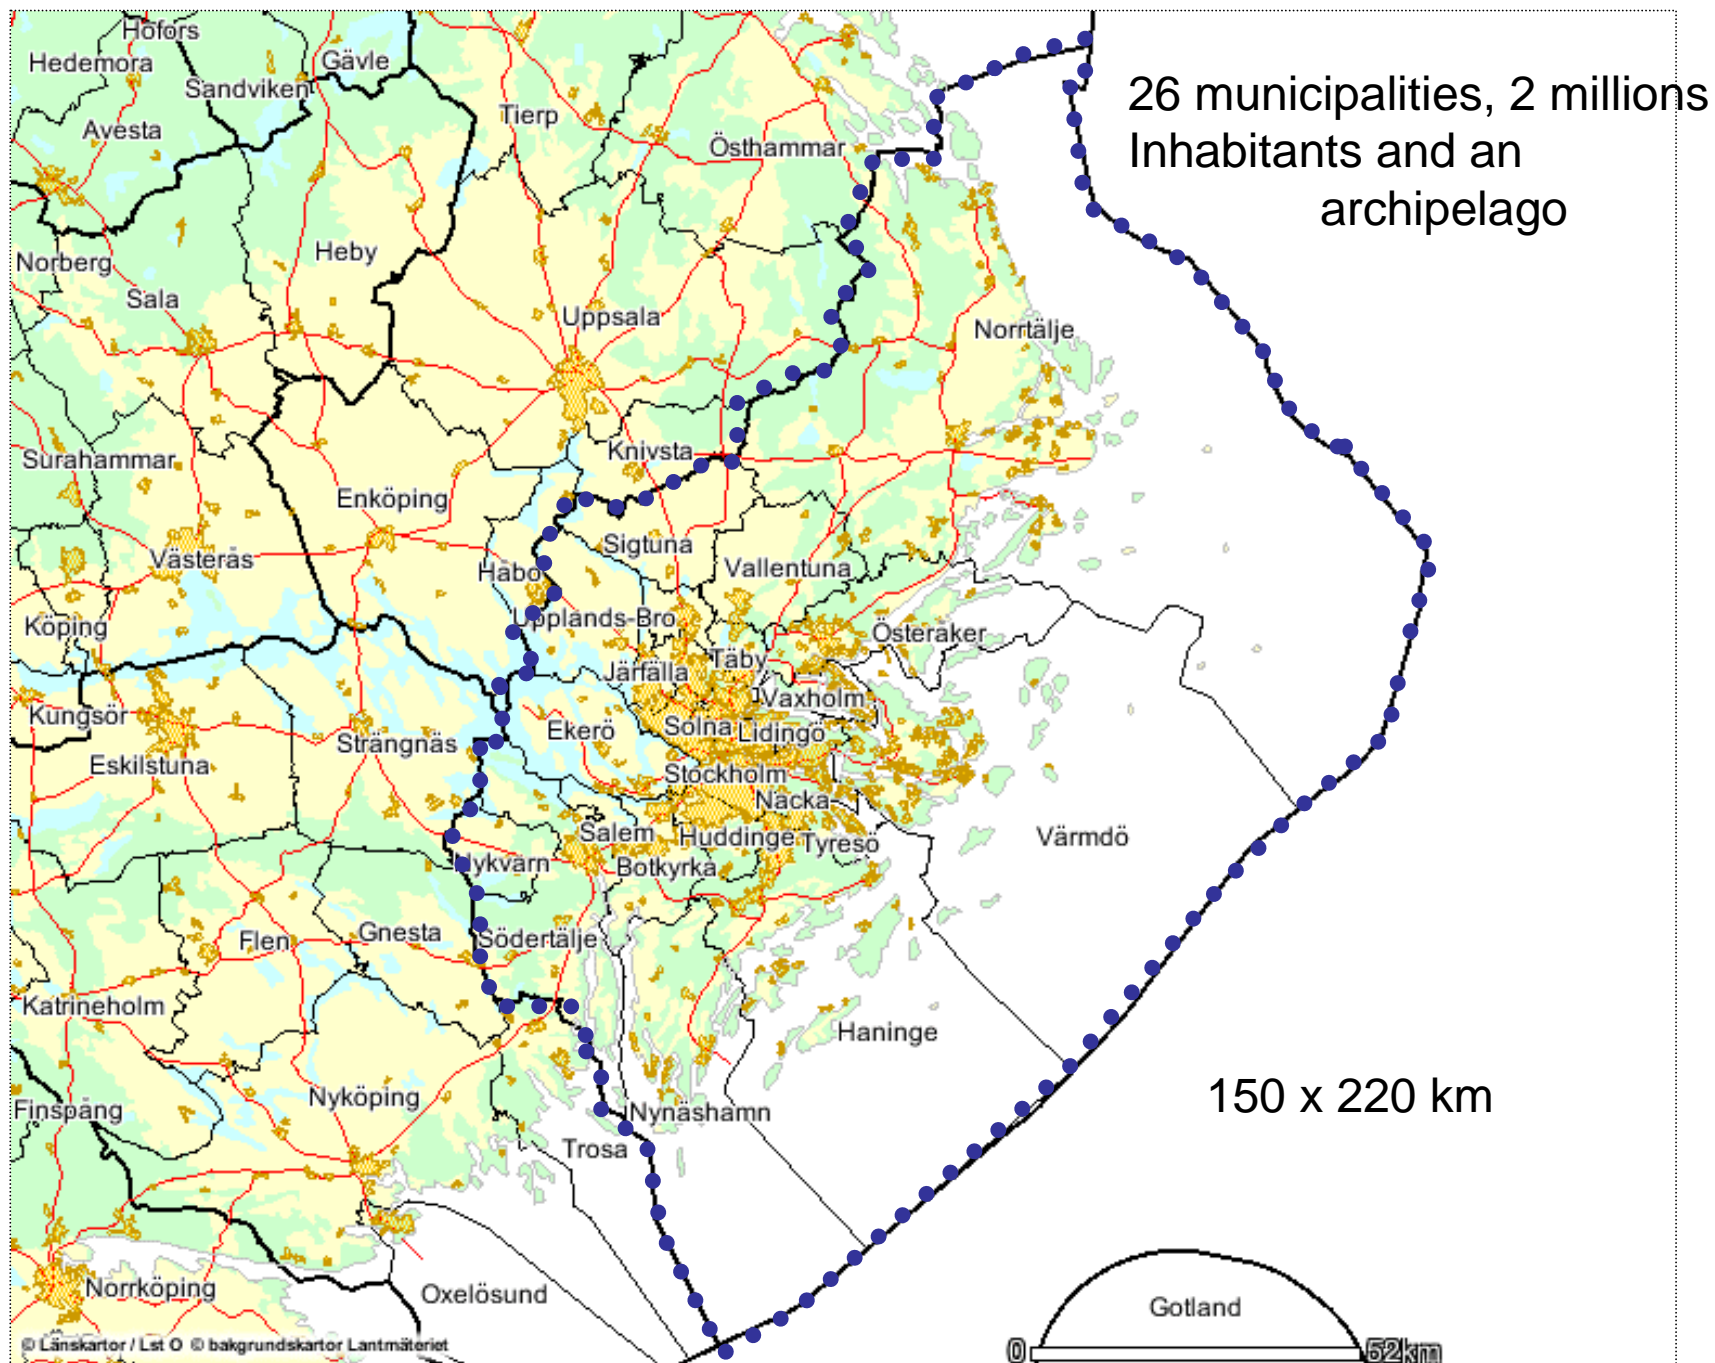 Hofors
Hedemora
Gävle
Sandviken
26 municipalities, 2 millions
Tierp
Avesta
Östhammar
Inhabitants and an
archipelago
Heby
Norberg
Sala
Uppsala
Norrtälje
Knivsta
Surahammar
Enköping
Sigtuna
Västerås
Vallentuna
Håbo
Upplands-Bro
Köping
Österåker
Täby
Järfälla
Vaxholm
Kungsör
Ekerö
Solna
Lidingö
Strängnäs
Eskilstuna
Stockholm
Nacka
Salem
Huddinge
Tyresö
Värmdö
Nykvarn
Botkyrka
Flen
Gnesta
Södertälje
Katrineholm
Haninge
Nyköping
150 x 220 km
Finspång
Nynäshamn
Trosa
Norrköping
Oxelösund
Gotland
© Länskartor / Lst O © bakgrundskartor Lantmäteriet
0 52km